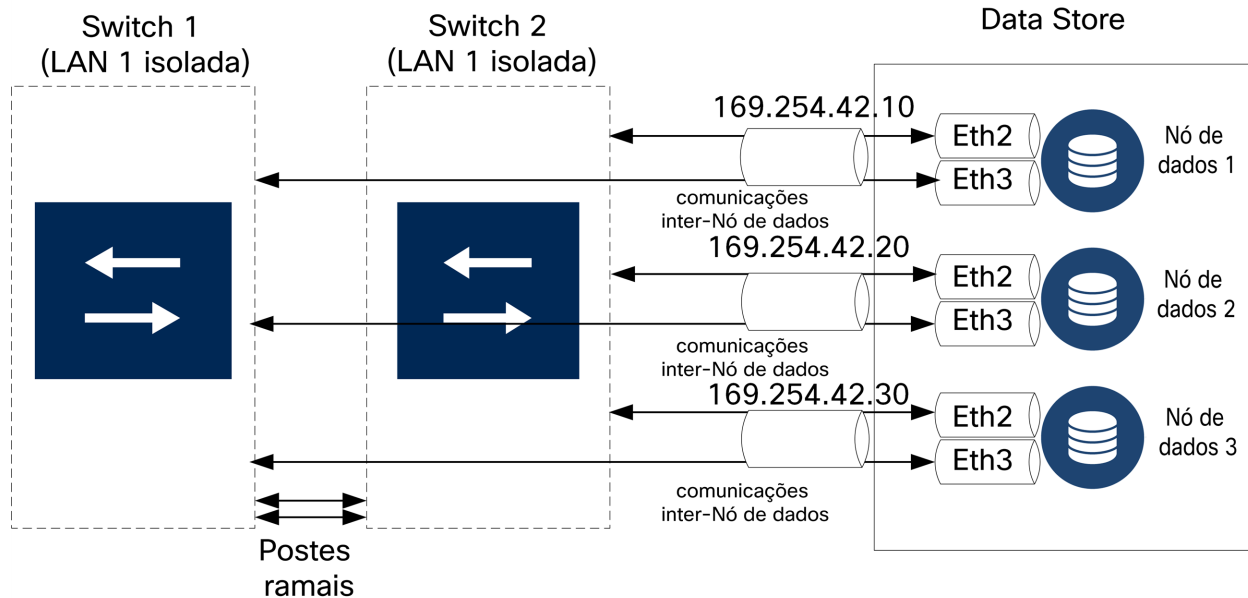 Switch 1
(LAN 1 isolada)
Switch 2
(LAN 1 isolada)
Data Store
169.254.42.10
Eth2
Eth3
Nó de
dados 1
comunicações
inter-Nó de dados
169.254.42.20
Eth2
Eth3
Nó de
dados 2
comunicações
inter-Nó de dados
169.254.42.30
Eth2
Eth3
Nó de
dados 3
comunicações
inter-Nó de dados
Postes
ramais